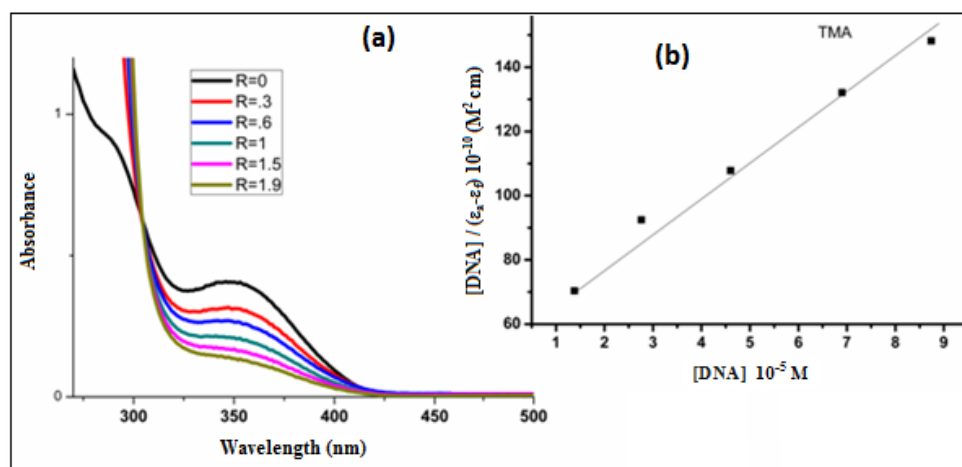 (a)
R=0
R=.3
R=.6
R=1
R=1.5
R=1.9
1
0
Absorbance
300 350 400 450 500
Wavelength (nm)
(b)
TMA
140
120
100
80
60
[DNA] / (εₐ-εf) 10⁻¹⁰ (M² cm)
1 2 3 4 5 6 7 8 9
[DNA] 10⁻⁵ M